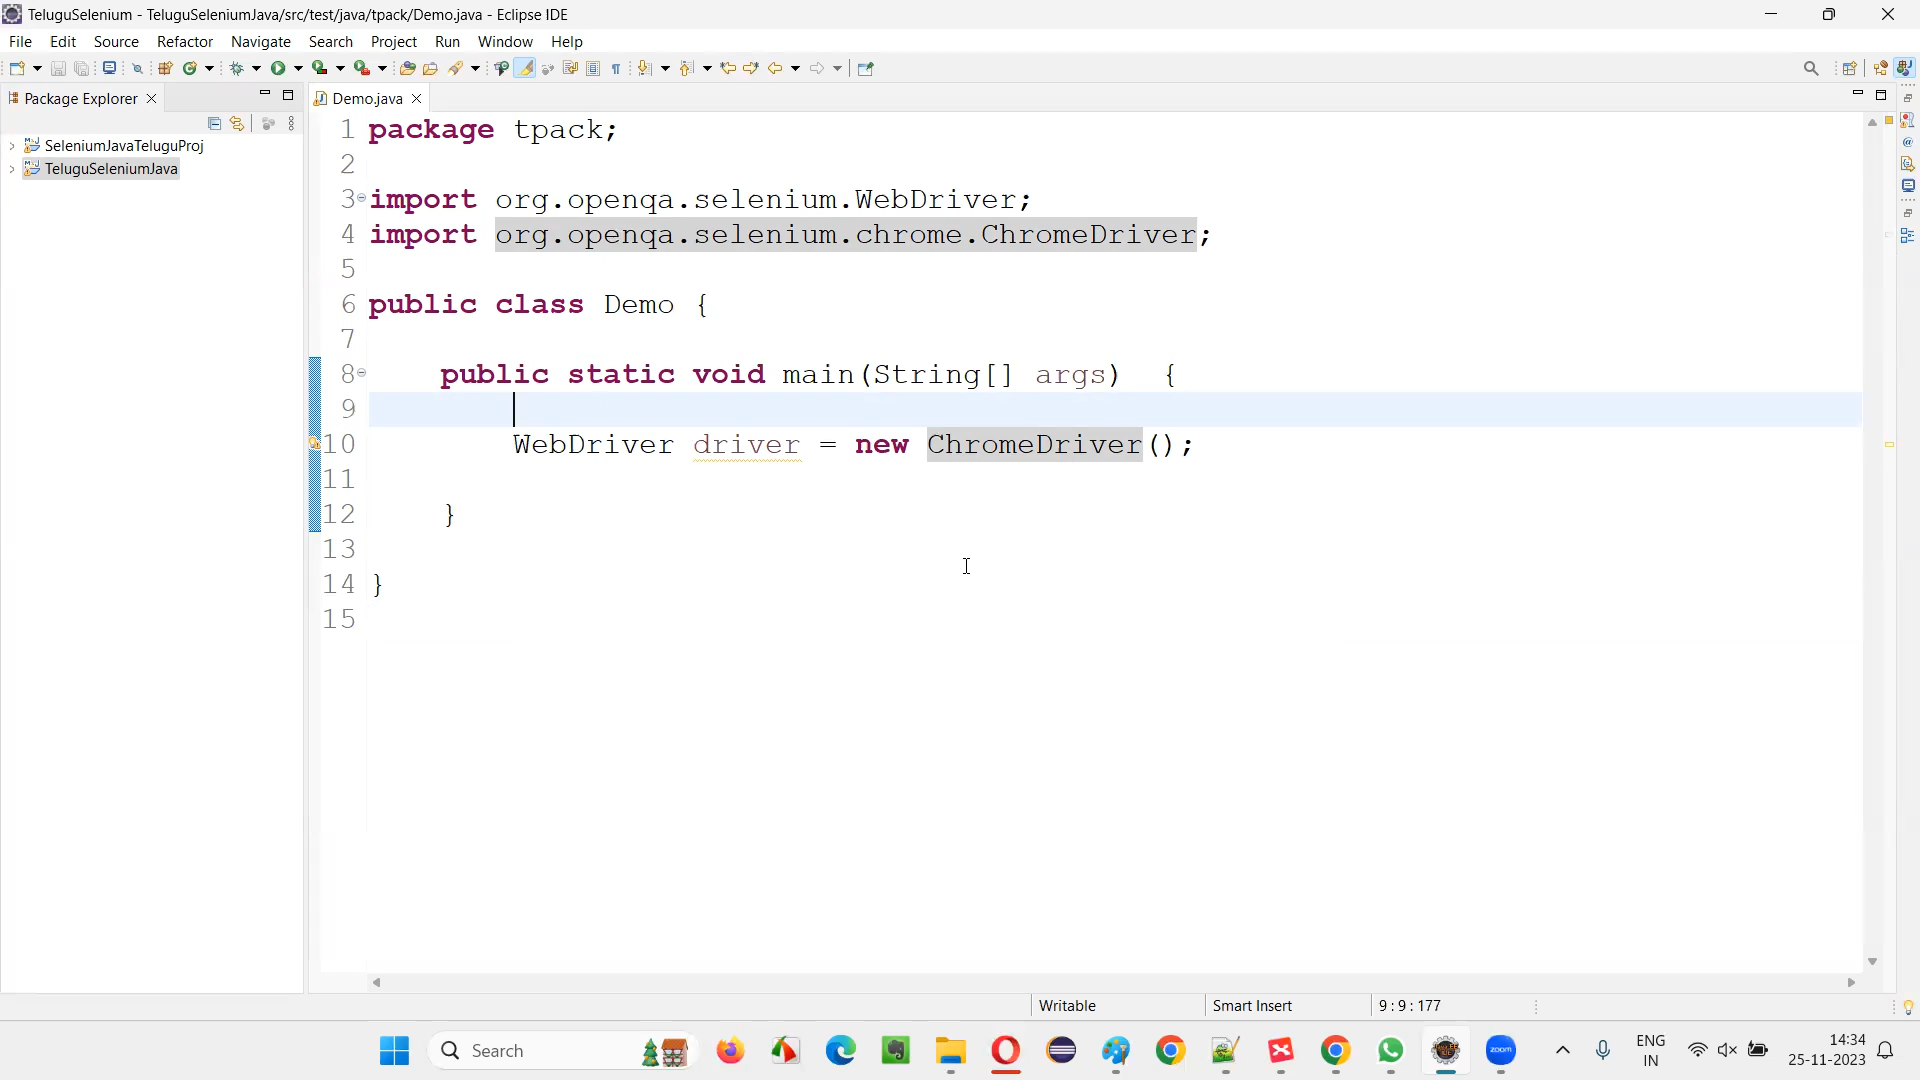 TeluguSelenium - TeluguSeleniumJava/src/test/java/tpack/Demo.java - Eclipse IDE
File Edit Source Refactor Navigate Search Project Run Window Help
Package Explorer
Demo.java
SeleniumJavaTeluguProj
TeluguSeleniumJava
1 package tpack;
2
3 import org.openqa.selenium.WebDriver;
4 import org.openqa.selenium.chrome.ChromeDriver;
5
6 public class Demo {
7
8 public static void main(String[] args) {
9
10 WebDriver driver = new ChromeDriver();
11
12 }
13
14 }
15
Writable Smart Insert 9 : 9 : 177
Search
zoom
ENG
IN
14:34
25-11-2023